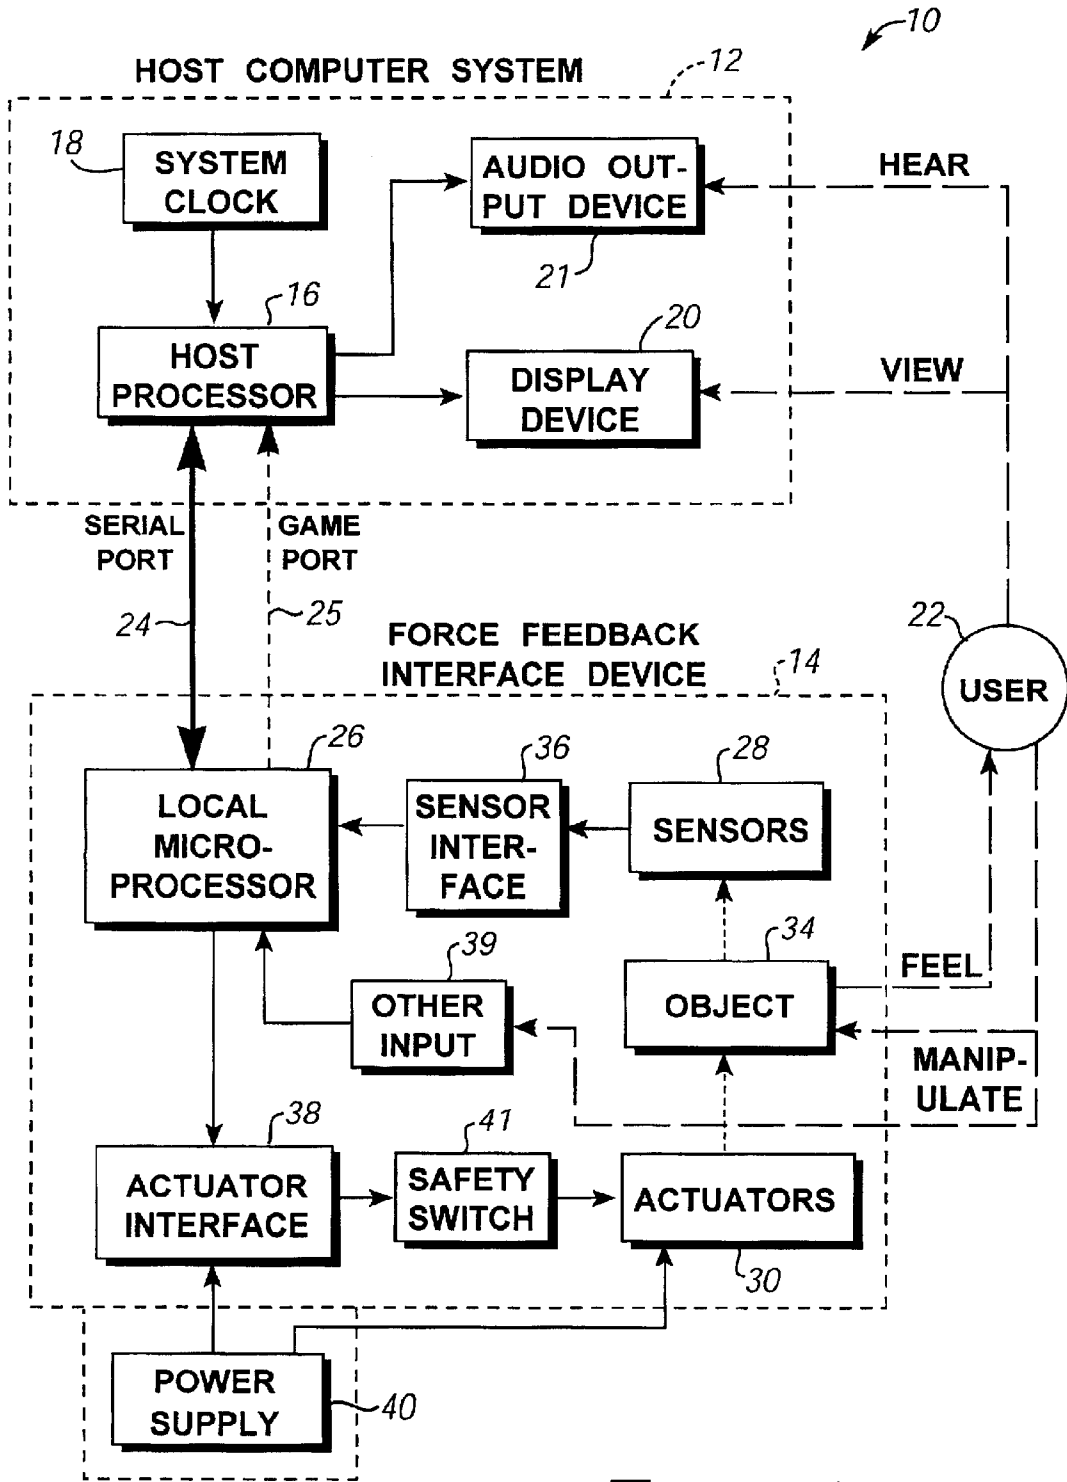 10
HOST COMPUTER SYSTEM
12
18
SYSTEM
CLOCK
AUDIO OUT-
PUT DEVICE
21
HEAR
16
HOST
PROCESSOR
20
DISPLAY
DEVICE
VIEW
SERIAL
PORT
GAME
PORT
24
25
FORCE FEEDBACK
INTERFACE DEVICE
14
22
USER
26
LOCAL
MICRO-
PROCESSOR
36
SENSOR
INTER-
FACE
28
SENSORS
39
OTHER
INPUT
34
OBJECT
FEEL
MANIP-
ULATE
38
ACTUATOR
INTERFACE
41
SAFETY
SWITCH
ACTUATORS
30
POWER
SUPPLY
40